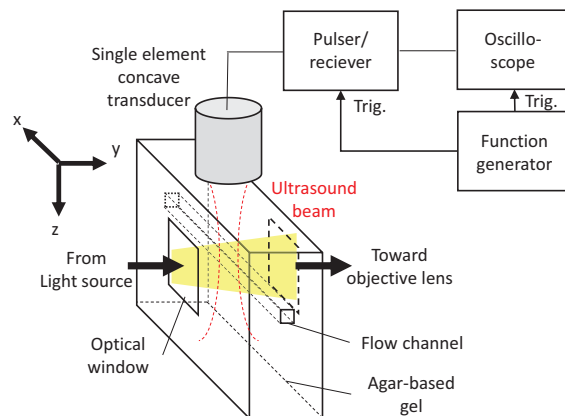 Single element
concave
transducer
Pulser/
reciever
Oscillo-
scope
Trig.
Trig.
Function
generator
x
y
z
Ultrasound
beam
From
Light source
Toward
objective lens
Optical
window
Flow channel
Agar-based
gel